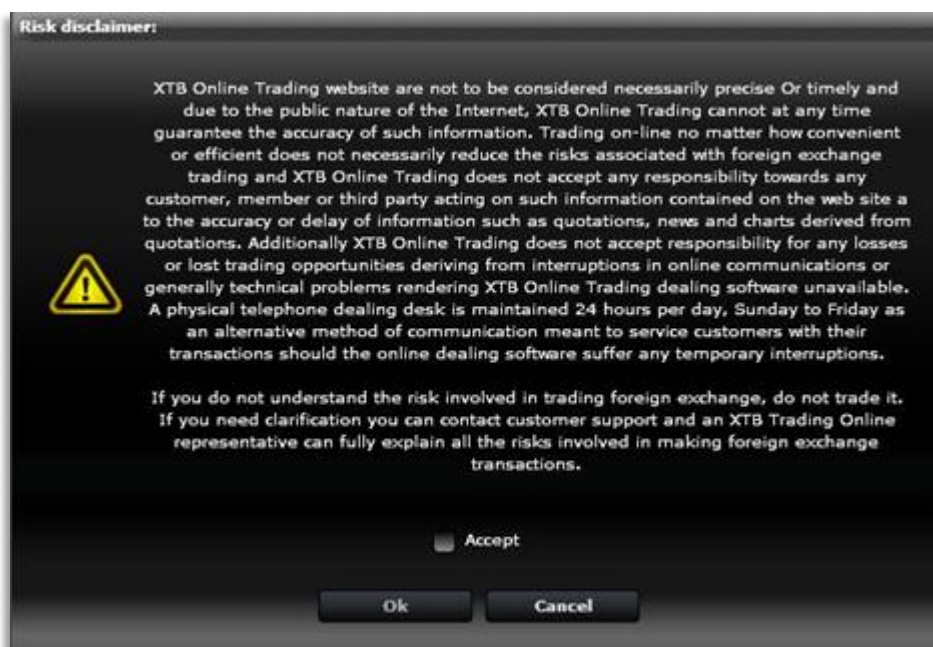 Risk disclaimer:
XTB Online Trading website are not to be considered necessarily precise Or timely and
due to the public nature of the Internet, XTB Online Trading cannot at any time
guarantee the accuracy of such information. Trading on-line no matter how convenient
or efficient does not necessarily reduce the risks associated with foreign exchange
trading and XTB Online Trading does not accept any responsibility towards any
customer, member or third party acting on such information contained on the web site a
to the accuracy or delay of information such as quotations, news and charts derived from
quotations. Additionally XTB Online Trading does not accept responsibility for any losses
or lost trading opportunities deriving from interruptions in online communications or
generally technical problems rendering XTB Online Trading dealing software unavailable.
A physical telephone dealing desk is maintained 24 hours per day, Sunday to Friday as
an alternative method of communication meant to service customers with their
transactions should the online dealing software suffer any temporary interruptions.
If you do not understand the risk involved in trading foreign exchange, do not trade it.
If you need clarification you can contact customer support and an XTB Trading Online
representative can fully explain all the risks involved in making foreign exchange
transactions.
Accept
Ok Cancel